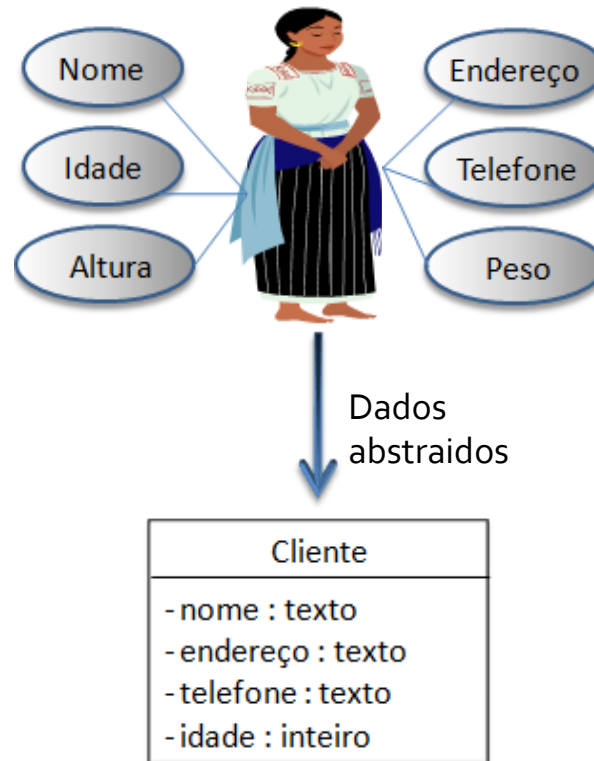 Nome
Idade
Altura
Endereço
Telefone
Peso
Dados
abstraidos
Cliente
-nome : texto
-endereço : texto
-telefone : texto
-idade : inteiro